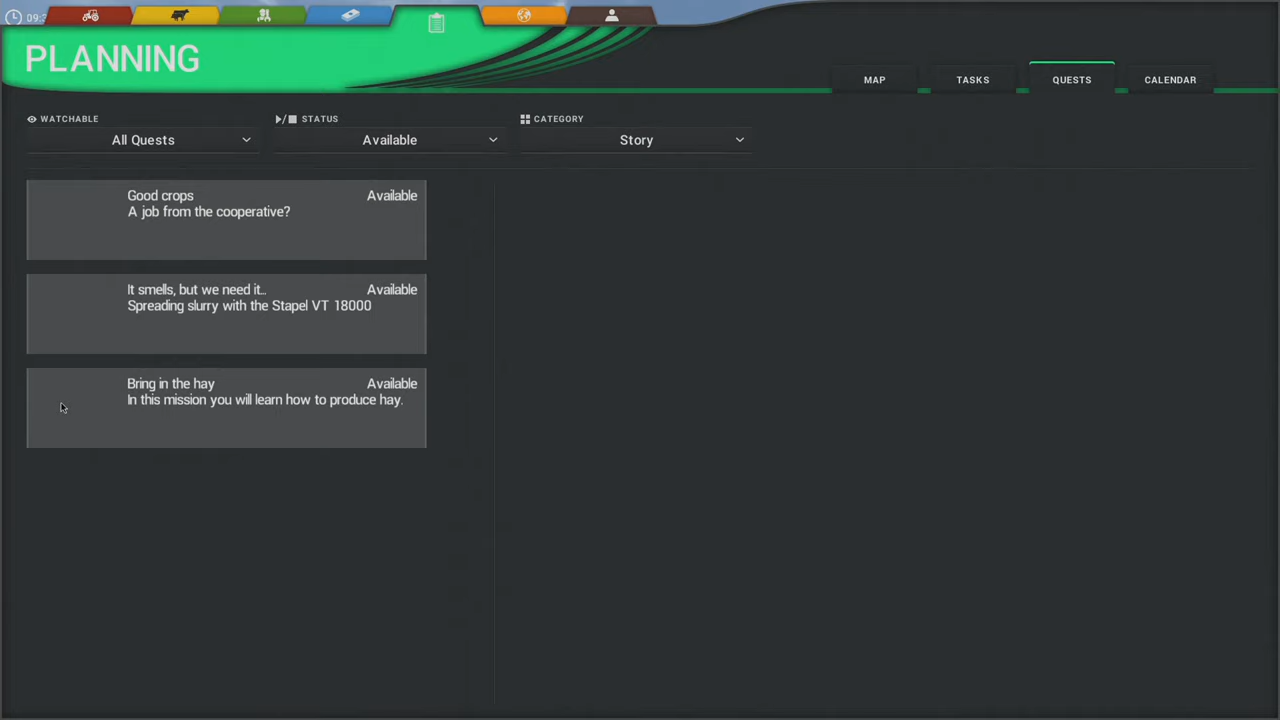 PLANNING
MAP
TASKS
QUESTS
CALENDAR
WATCHABLE
STATUS
CATEGORY
All Quests
Available
Story
Good crops
Available
A job from the cooperative?
It smells, but we need it...
Available
Spreading slurry with the Stapel VT 18000
Bring in the hay
Available
In this mission you will learn how to produce hay.